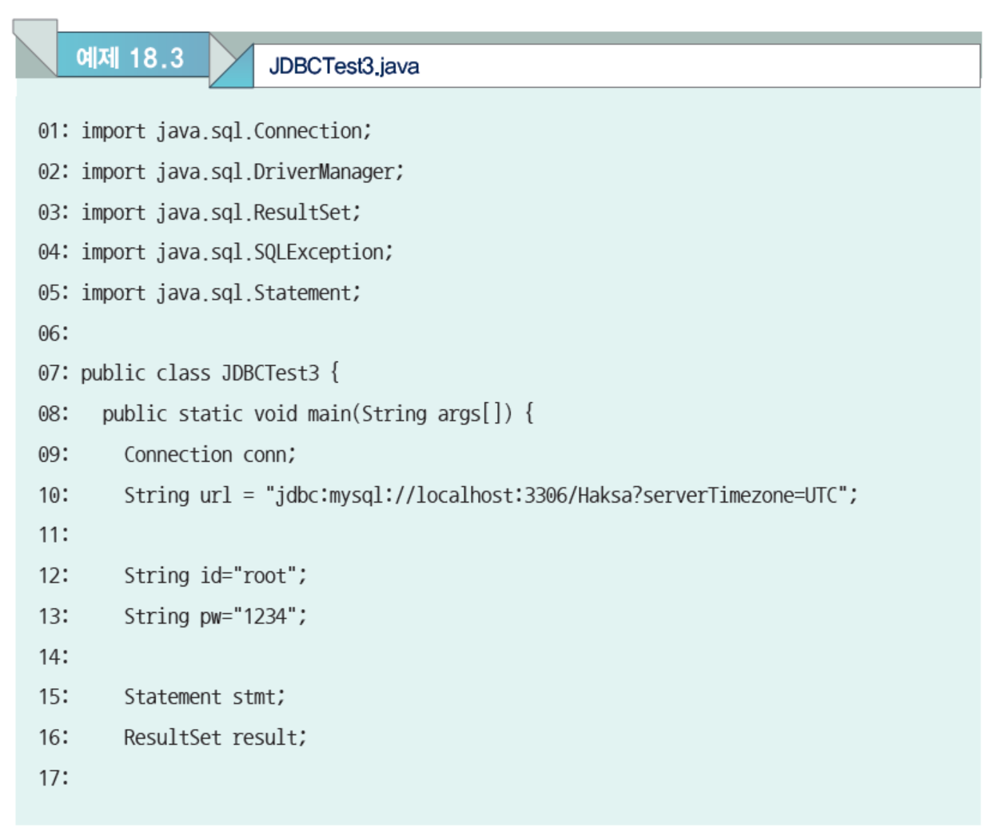 예제 18.3
JDBCTest3.java
01: import java.sql.Connection;
02: import java.sql.DriverManager;
03: import java.sql.ResultSet;
04: import java.sql.SQLException;
05: import java.sql.Statement;
06:
07: public class JDBCTest3 {
08:   public static void main(String args[]) {
09:     Connection conn;
10:     String url = "jdbc:mysql://localhost:3306/Haksa?serverTimezone=UTC";
11:
12:     String id="root";
13:     String pw="1234";
14:
15:     Statement stmt;
16:     ResultSet result;
17: